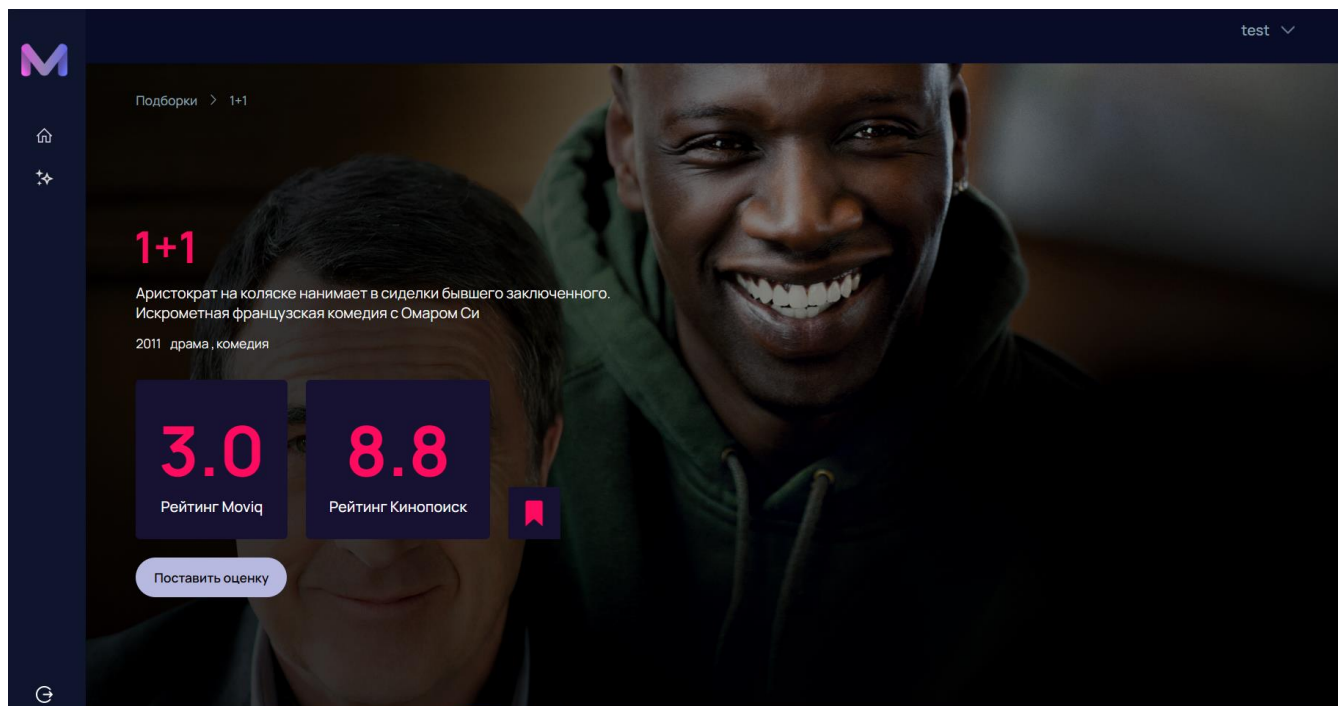 test
Подборки > 1+1
1+1
Аристократ на коляске нанимает в сиделки бывшего заключенного.
Искрометная французская комедия с Омаром Си
2011 драма , комедия
3.0
Рейтинг Moviq
8.8
Рейтинг Кинопоиск
Поставить оценку